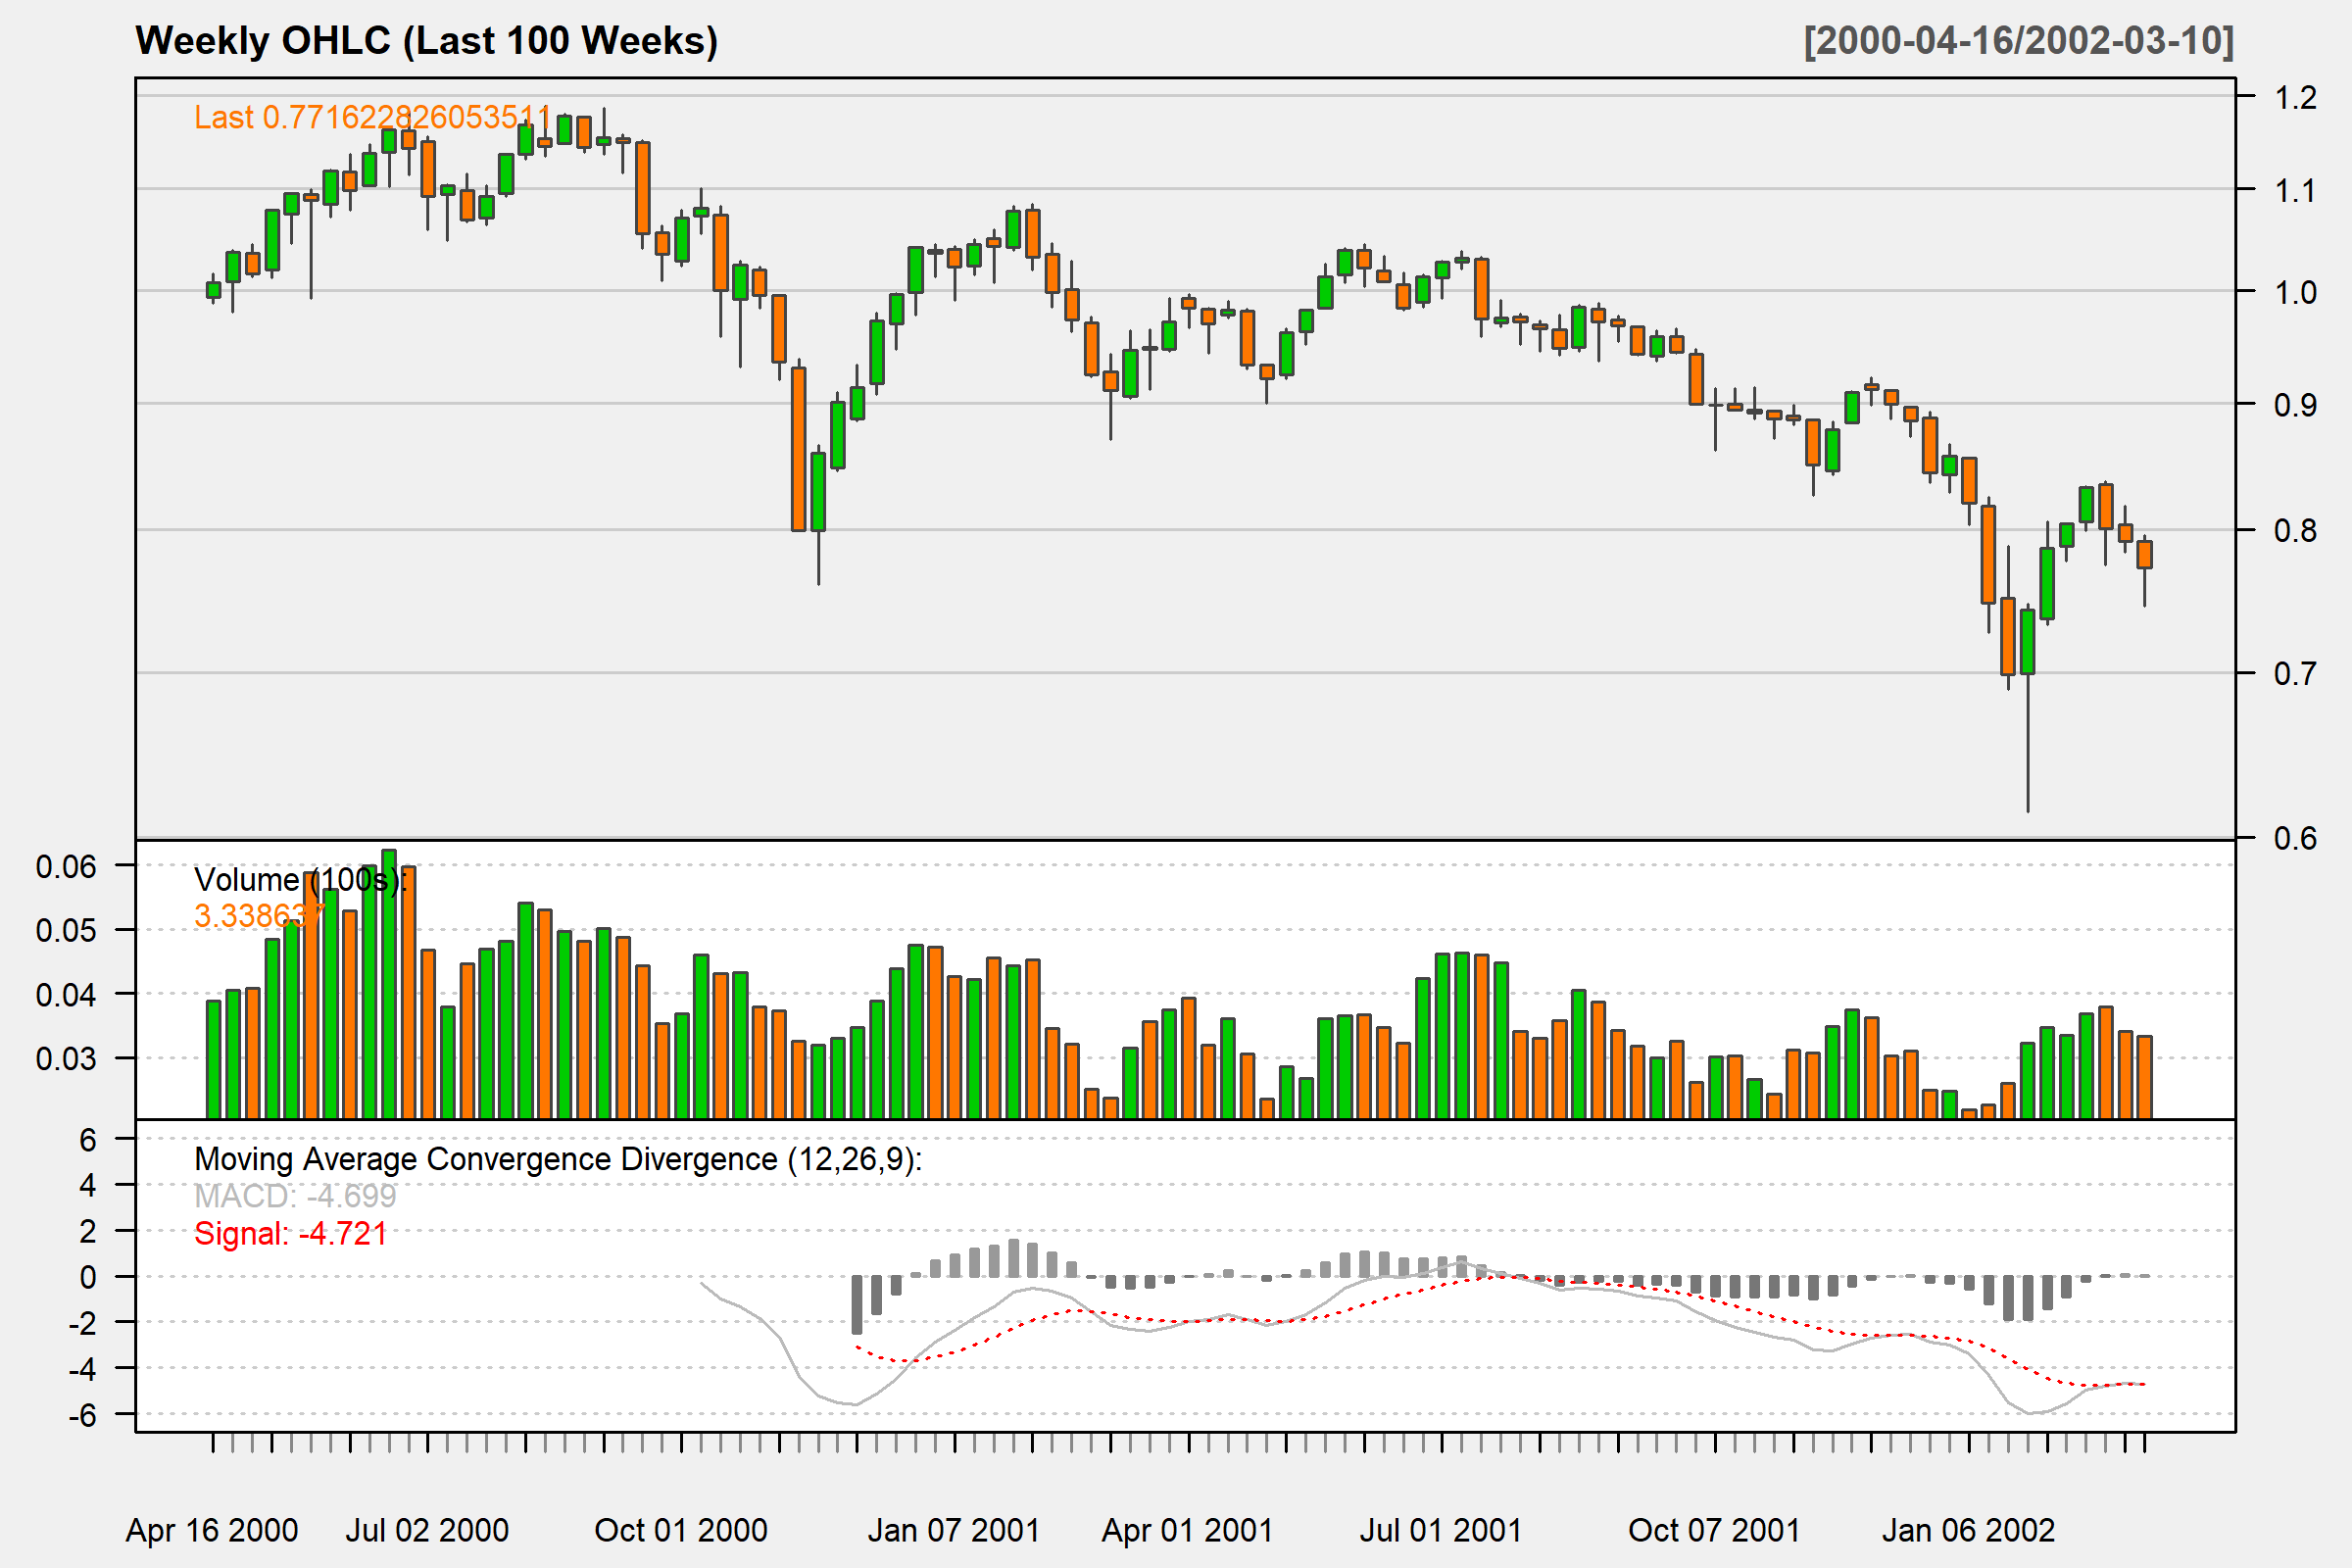 Weekly OHLC (Last 100 Weeks) [2000-04-16/2002-03-10]
Last 0.771622826053511
1.2
1.1
1.0
0.9
0.8
0.7
0.6
Volume (100s):
3.338637
0.06
0.05
0.04
0.03
Moving Average Convergence Divergence (12,26,9):
MACD: -4.699
Signal: -4.721
6
4
2
0
-2
-4
-6
Apr 16 2000 Jul 02 2000 Oct 01 2000 Jan 07 2001 Apr 01 2001 Jul 01 2001 Oct 07 2001 Jan 06 2002